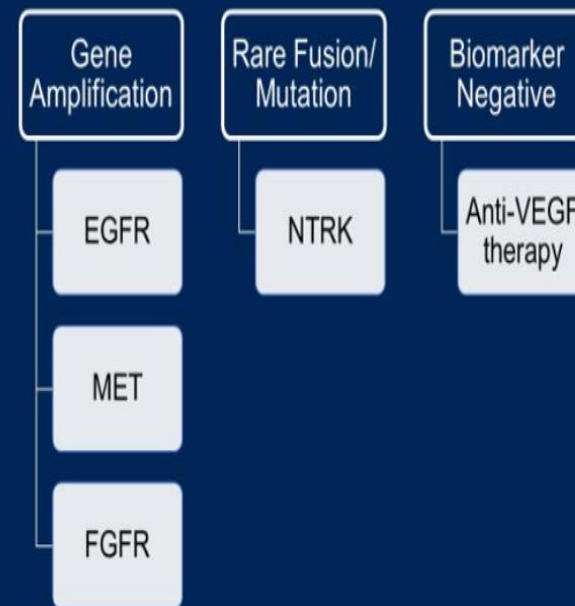 Gene
Amplification
EGFR
MET
FGFR
Rare Fusion/
Mutation
NTRK
Biomarker
Negative
Anti-VEGF
therapy